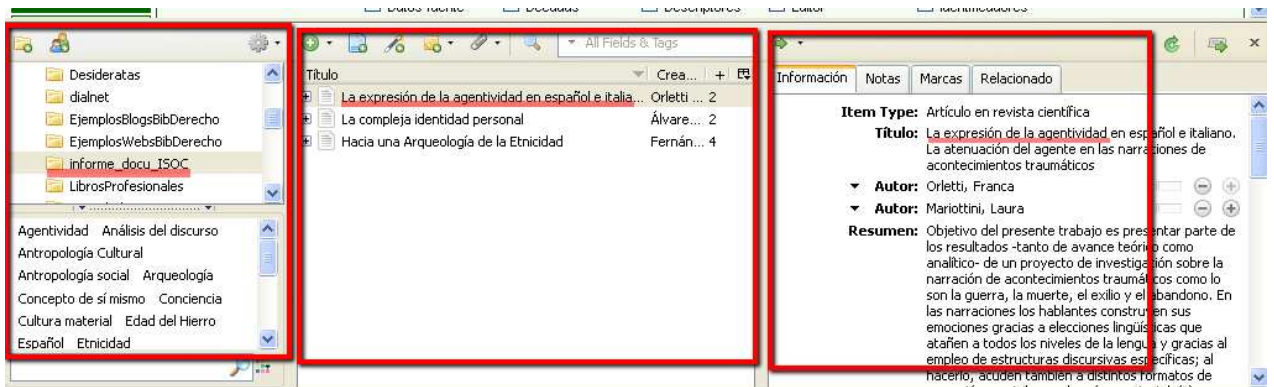 Datos fuente Décadas Descriptores Editor Identificadores
All Fields & Tags
Desideratas
dialnet
EjemplosBlogsBibDerecho
EjemplosWebsBibDerecho
informe_docu_ISOC
LibrosProfesionales
Agentividad Análisis del discurso
Antropología Cultural
Antropología social Arqueología
Concepto de sí mismo Conciencia
Cultura material Edad del Hierro
Español Etnicidad
Título Crea... +
La expresión de la agentividad en español e italia... Orletti ... 2
La compleja identidad personal Álvare... 2
Hacia una Arqueología de la Etnicidad Fernán... 4
Información Notas Marcas Relacionado
Item Type: Artículo en revista científica
Título: La expresión de la agentividad en español e italiano.
La atenuación del agente en las narraciones de
acontecimientos traumáticos
Autor: Orletti, Franca
Autor: Mariottini, Laura
Resumen: Objetivo del presente trabajo es presentar parte de
los resultados -tanto de avance teórico como
analítico- de un proyecto de investigación sobre la
narración de acontecimientos traumáticos como lo
son la guerra, la muerte, el exilio y el abandono. En
las narraciones los hablantes construyen sus
emociones gracias a elecciones lingüísticas que
atañen a todos los niveles de la lengua y gracias al
empleo de estructuras discursivas específicas; al
hacerlo, acuden también a distintos formatos de